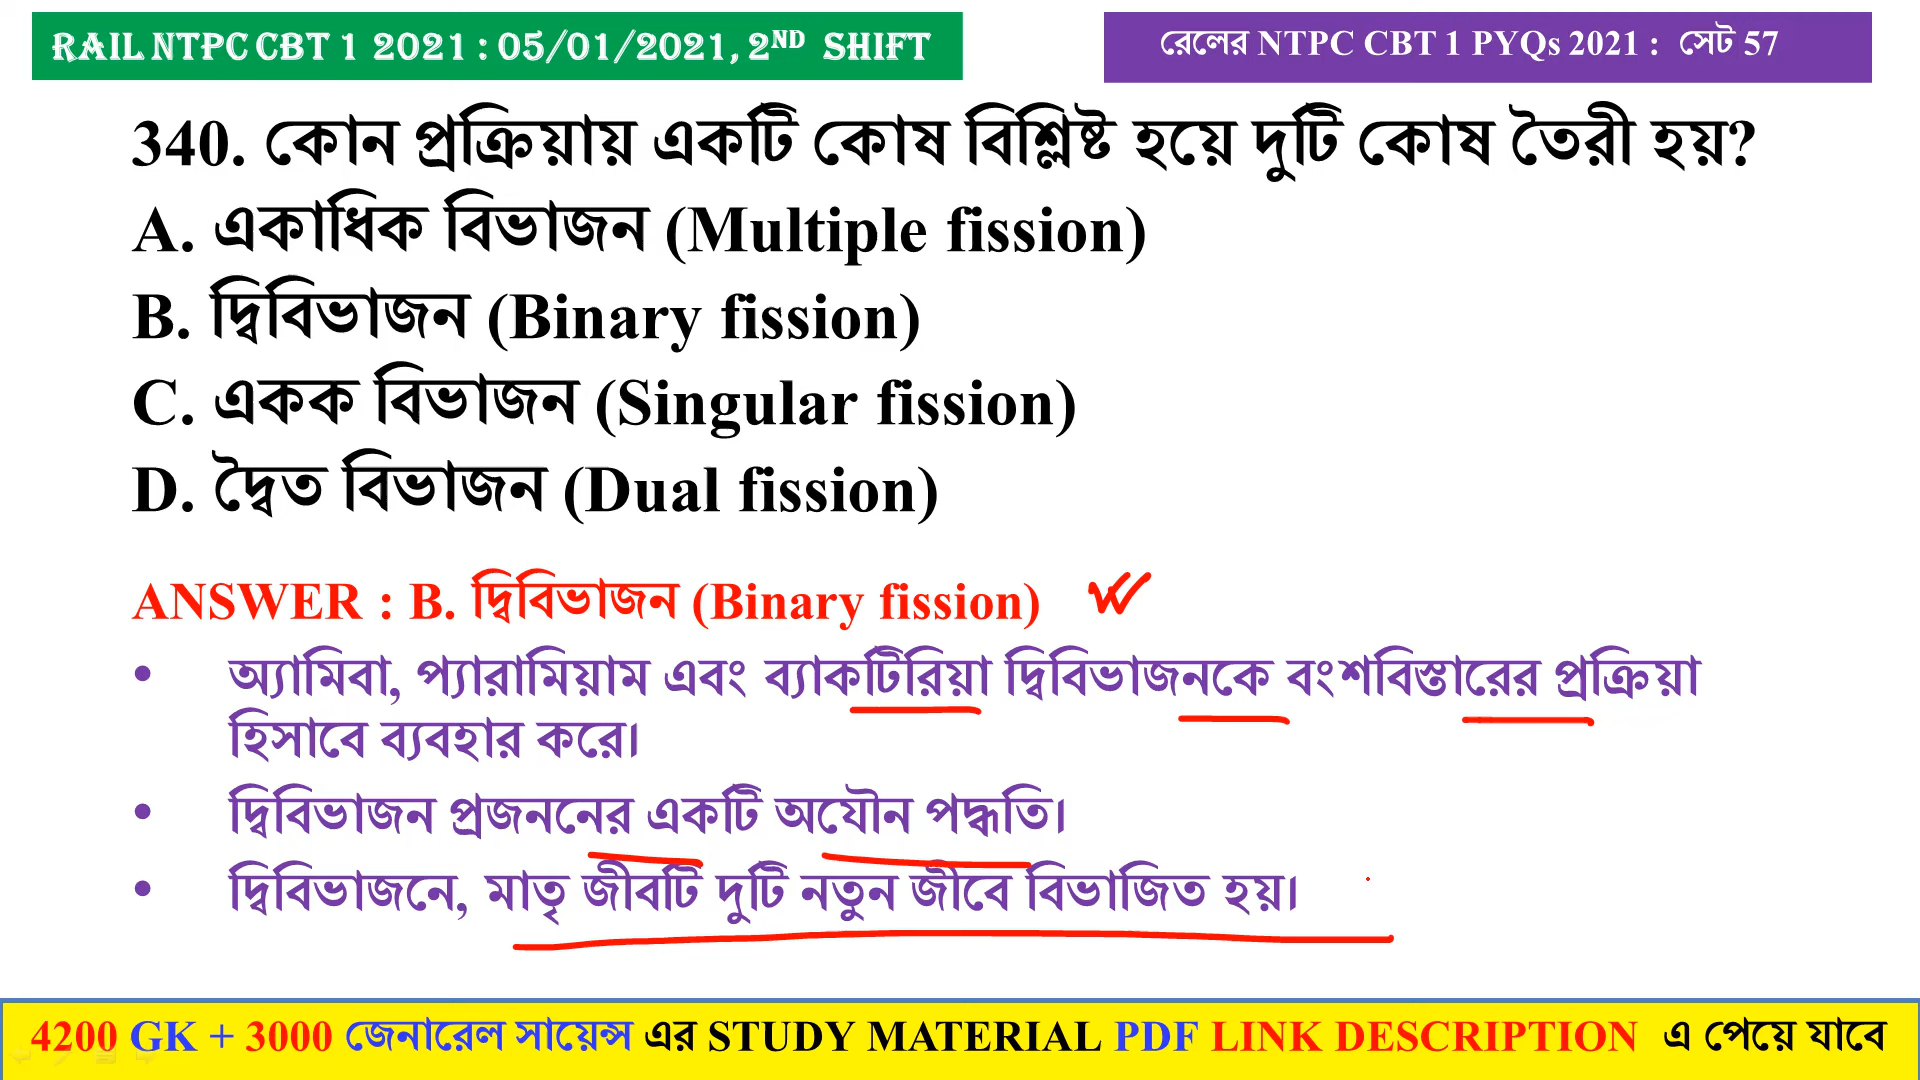 RAIL NTPC CBT 1 2021 : 05/01/2021, 2ND SHIFT
রেলের NTPC CBT 1 PYQs 2021 : সেট 57
340. কোন প্রক্রিয়ায় একটি কোষ বিশ্লিষ্ট হয়ে দুটি কোষ তৈরী হয়?
A. একাধিক বিভাজন (Multiple fission)
B. দ্বিবিভাজন (Binary fission)
C. একক বিভাজন (Singular fission)
D. দ্বৈত বিভাজন (Dual fission)
ANSWER : B. দ্বিবিভাজন (Binary fission)
• অ্যামিবা, প্যারামিয়াম এবং ব্যাকটিরিয়া দ্বিবিভাজনকে বংশবিস্তারের প্রক্রিয়া
হিসাবে ব্যবহার করে।
• দ্বিবিভাজন প্রজননের একটি অযৌন পদ্ধতি।
• দ্বিবিভাজনে, মাতৃ জীবটি দুটি নতুন জীবে বিভাজিত হয়।
4200 GK + 3000 জেনারেল সায়েন্স এর STUDY MATERIAL PDF LINK DESCRIPTION এ পেয়ে যাবে